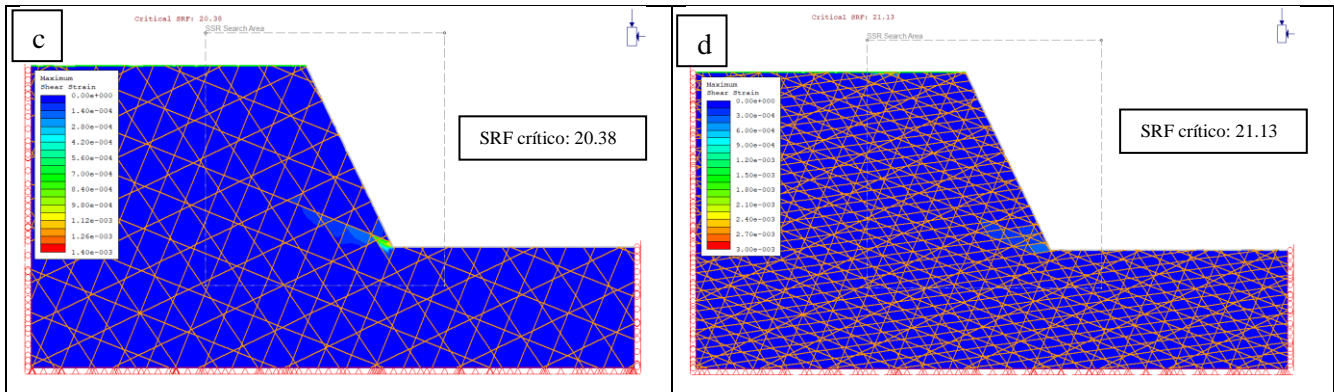 c
Critical SRF: 20.38
SSR Search Area
Maximum
Shear Strain
0.00e+000
1.40e-004
2.80e-004
4.20e-004
5.60e-004
7.00e-004
8.40e-004
9.80e-004
1.12e-003
1.26e-003
1.40e-003
SRF crítico: 20.38
d
Critical SRF: 21.13
SSR Search Area
Maximum
Shear Strain
0.00e+000
3.00e-004
6.00e-004
9.00e-004
1.20e-003
1.50e-003
1.80e-003
2.10e-003
2.40e-003
2.70e-003
3.00e-003
SRF crítico: 21.13